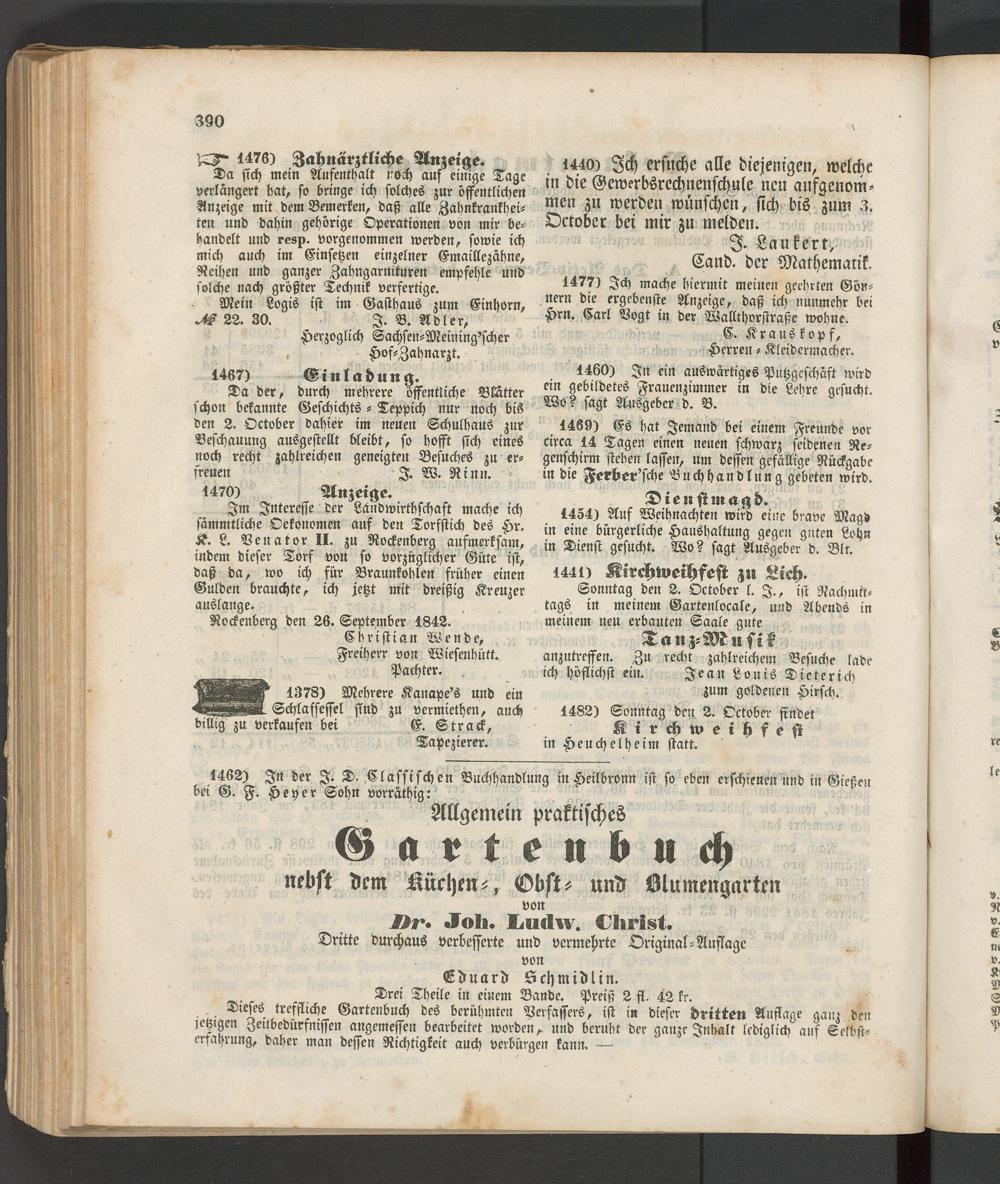 390
1476) Zahnärztliche Anzeige.
Da sich mein Aufenthalt noch auf einige Tage
verlängert hat, so bringe ich solches zur öffentlichen
Anzeige mit dem Bemerken, daß alle Zahnkrankhei-
ten und dahin gehörige Operationen von mir be-
handelt und resp. vorgenommen werden, sowie ich
mich auch im Einsetzen einzelner Emaillezähne,
Reihen und ganzer Zahngarnituren empfehle und
solche nach größter Technik verfertige.
Mein Logis ist im Gasthaus zum Einhorn,
№ 22. 30. J. B. Adler,
Herzoglich Sachsen-Meining'scher
Hof-Zahnarzt.
1467) Einladung.
Da der, durch mehrere öffentliche Blätter
schon bekannte Geschichts-Teppich nur noch bis
den 2. October dahier im neuen Schulhaus zur
Beschauung ausgestellt bleibt, so hofft sich eines
noch recht zahlreichen geneigten Besuches zu er-
freuen J. W. Rinn.
1470) Anzeige.
Im Interesse der Landwirthschaft mache ich
sämmtliche Oekonomen auf den Torfstich des Hr.
K. L. Venator II. zu Rockenberg aufmerksam,
indem dieser Torf von so vorzüglicher Güte ist,
daß da, wo ich für Braunkohlen früher einen
Gulden brauchte, ich jetzt mit dreißig Kreuzer
auslange.
Rockenberg den 26. September 1842.
Christian Wende,
Freiherr von Wiesenhütt.
Pachter.
1378) Mehrere Kanape's und ein
Schlafsessel sind zu vermiethen, auch
billig zu verkaufen bei E. Strack,
Tapezierer.
1440) Ich ersuche alle diejenigen, welche
in die Gewerbsrechnenschule neu aufgenom-
men zu werden wünschen, sich bis zum 3.
October bei mir zu melden.
J. Laukert,
Cand. der Mathematik.
1477) Ich mache hiermit meinen geehrten Gön-
nern die ergebenste Anzeige, daß ich nunmehr bei
Hrn. Carl Vogt in der Wallthorstraße wohne.
C. Krauskopf,
Herren-Kleidermacher.
1460) In ein auswärtiges Putzgeschäft wird
ein gebildetes Frauenzimmer in die Lehre gesucht.
Wo? sagt Ausgeber d. B.
1469) Es hat Jemand bei einem Freunde vor
circa 14 Tagen einen neuen schwarz seidenen Re-
genschirm stehen lassen, um dessen gefällige Rückgabe
in die Ferber'sche Buchhandlung gebeten wird.
Dienstmagd.
1454) Auf Weihnachten wird eine brave Magd
in eine bürgerliche Haushaltung gegen guten Lohn
in Dienst gesucht. Wo? sagt Ausgeber d. Blt.
1441) Kirchweihfest zu Lich.
Sonntag den 2. October l. J., ist Nachmit-
tags in meinem Gartenlocale, und Abends in
meinem neu erbauten Saale gute
Tanz-Musik
anzutreffen. Zu recht zahlreichem Besuche lade
ich höflichst ein. Jean Louis Dieterich
zum goldenen Hirsch.
1482) Sonntag den 2. October findet
Kirchweihfest
in Heuchelheim statt.
1462) In der J. D. Classischen Buchhandlung in Heilbronn ist so eben erschienen und in Gießen
bei G. F. Heyer Sohn vorräthig:
Allgemein praktisches
Gartenbuch
nebst dem Küchen-, Obst- und Blumengarten
von
Dr. Joh. Ludw. Christ.
Dritte durchaus verbesserte und vermehrte Original-Auflage
von
Eduard Schmidlin.
Drei Theile in einem Bande. Preiß 2 fl. 42 kr.
Dieses treffliche Gartenbuch des berühmten Verfassers, ist in dieser dritten Auflage ganz den
jetzigen Zeitbedürfnissen angemessen bearbeitet worden, und beruht der ganze Inhalt lediglich auf Selbst-
erfahrung, daher man dessen Richtigkeit auch verbürgen kann. —